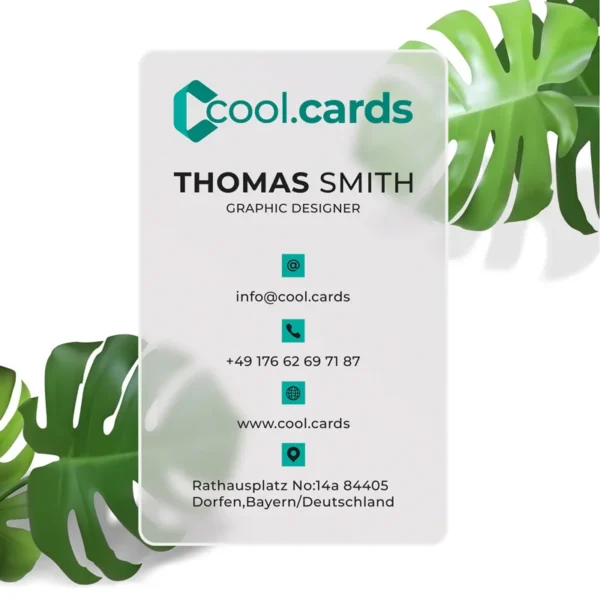 cool.cards
THOMAS SMITH
GRAPHIC DESIGNER
@
info@cool.cards
+49 176 62 69 71 87
www.cool.cards
Rathausplatz No:14a 84405
Dorfen,Bayern/Deutschland